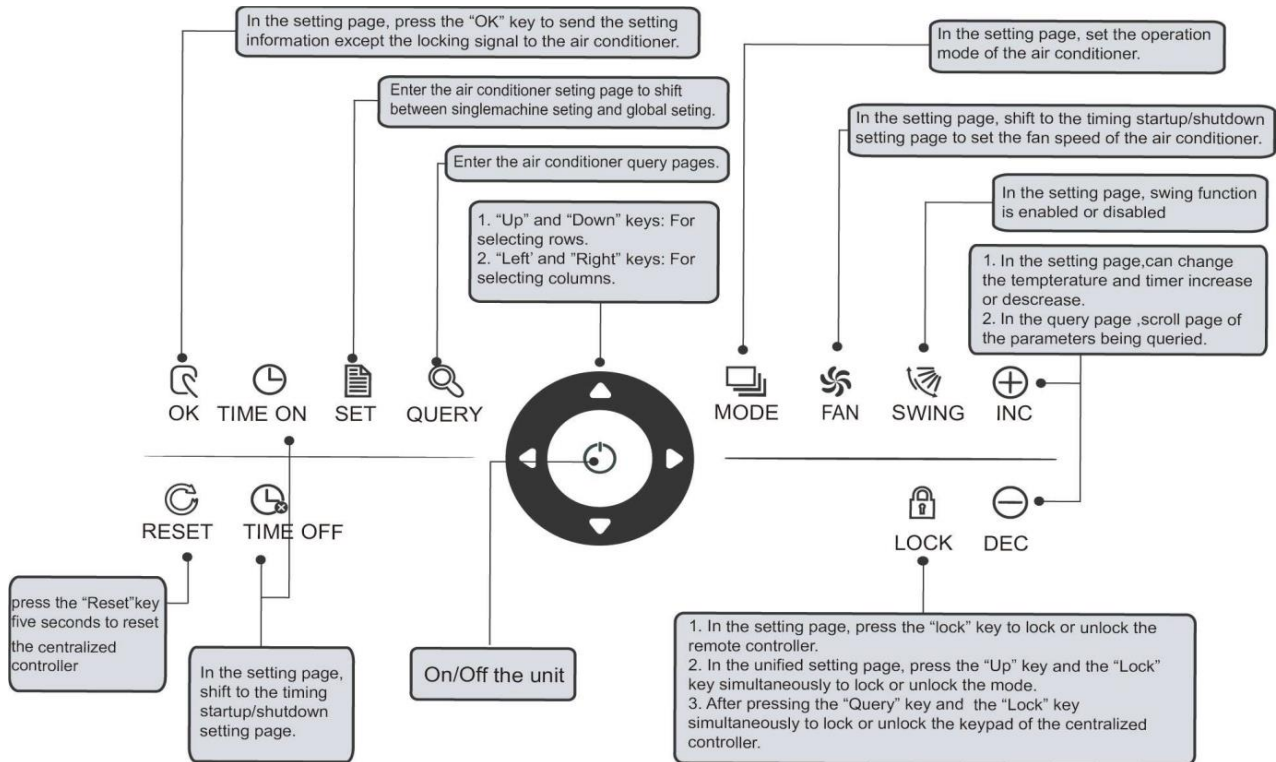 In the setting page, press the “OK” key to send the setting
information except the locking signal to the air conditioner.
In the setting page, set the operation
mode of the air conditioner.
Enter the air conditioner seting page to shift
between singlemachine seting and global seting.
In the setting page, shift to the timing startup/shutdown
setting page to set the fan speed of the air conditioner.
Enter the air conditioner query pages.
In the setting page, swing function
is enabled or disabled
1. “Up” and “Down” keys: For
selecting rows.
2. “Left‘ and ”Right” keys: For
selecting columns.
1. In the setting page,can change
the tempterature and timer increase
or descrease.
2. In the query page ,scroll page of
the parameters being queried.
OK
TIME ON
SET
QUERY
MODE
FAN
SWING
INC
RESET
TIME OFF
LOCK
DEC
press the “Reset”key
five seconds to reset
the centralized
controller
In the setting page,
shift to the timing
startup/shutdown
setting page.
On/Off the unit
1. In the setting page, press the “lock” key to lock or unlock the
remote controller.
2. In the unified setting page, press the “Up” key and the “Lock”
key simultaneously to lock or unlock the mode.
3. After pressing the “Query” key and the “Lock” key
simultaneously to lock or unlock the keypad of the centralized
controller.